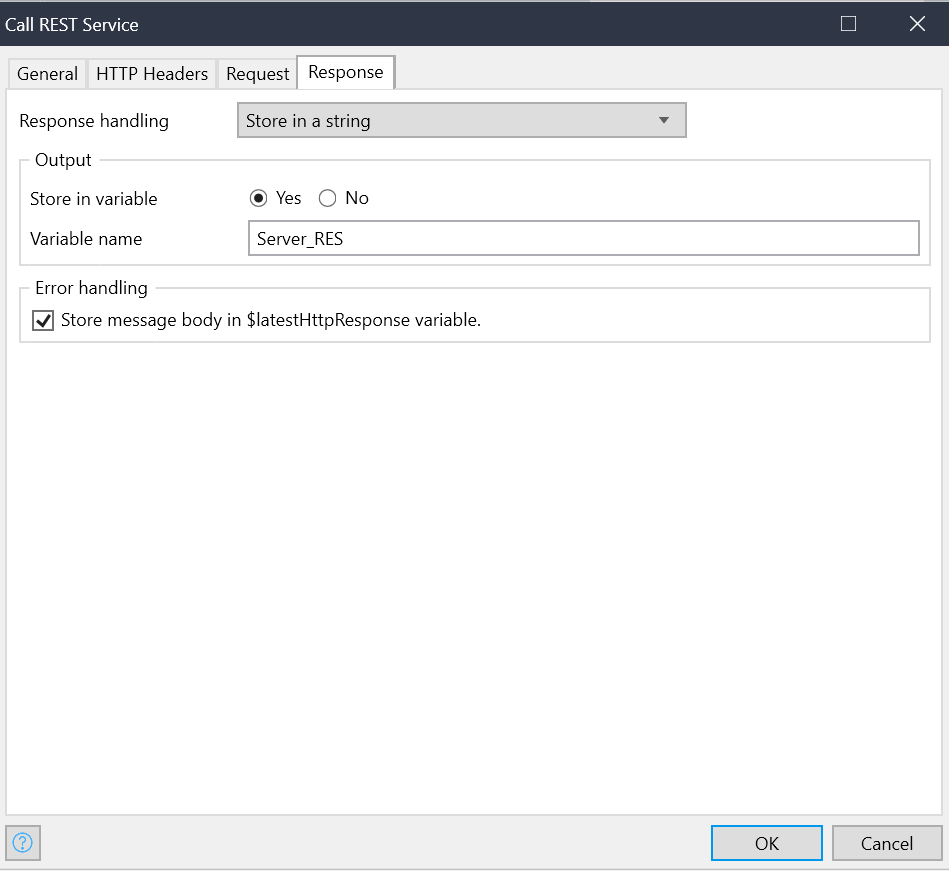 Call REST Service
General HTTP Headers Request Response
Response handling Store in a string
Output
Store in variable Yes No
Variable name Server_RES
Error handling
Store message body in $latestHttpResponse variable.
? OK Cancel